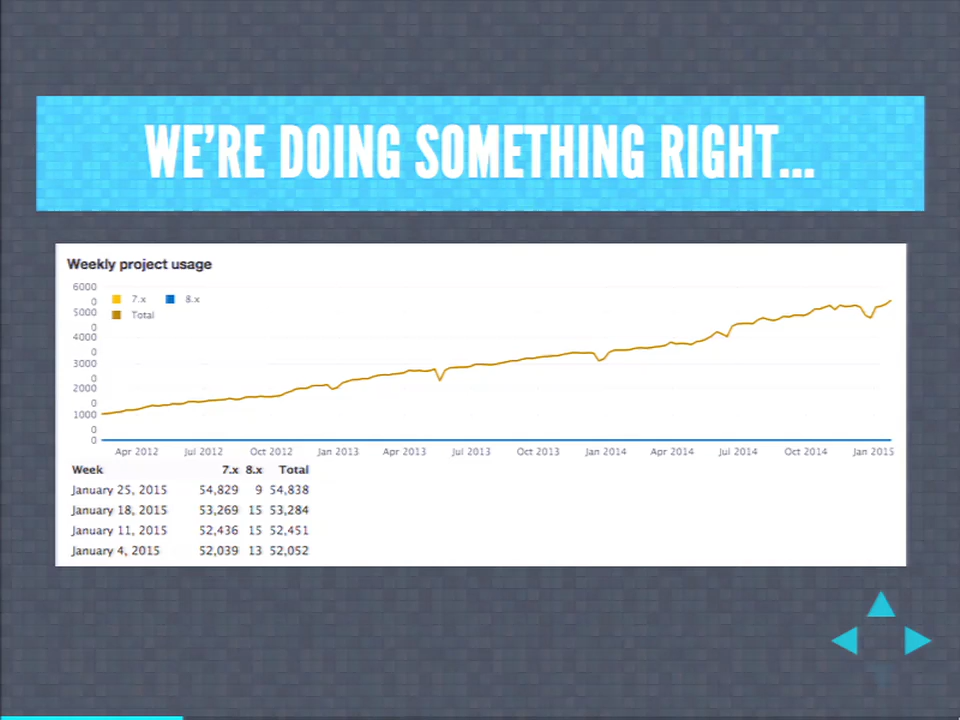 WE'RE DOING SOMETHING RIGHT...
Weekly project usage
6000
0
5000
0
4000
0
3000
0
2000
0
1000
0
0
7.x 8.x
Total
Apr 2012 Jul 2012 Oct 2012 Jan 2013 Apr 2013 Jul 2013 Oct 2013 Jan 2014 Apr 2014 Jul 2014 Oct 2014 Jan 2015
Week 7.x 8.x Total
January 25, 2015 54,829 9 54,838
January 18, 2015 53,269 15 53,284
January 11, 2015 52,436 15 52,451
January 4, 2015 52,039 13 52,052